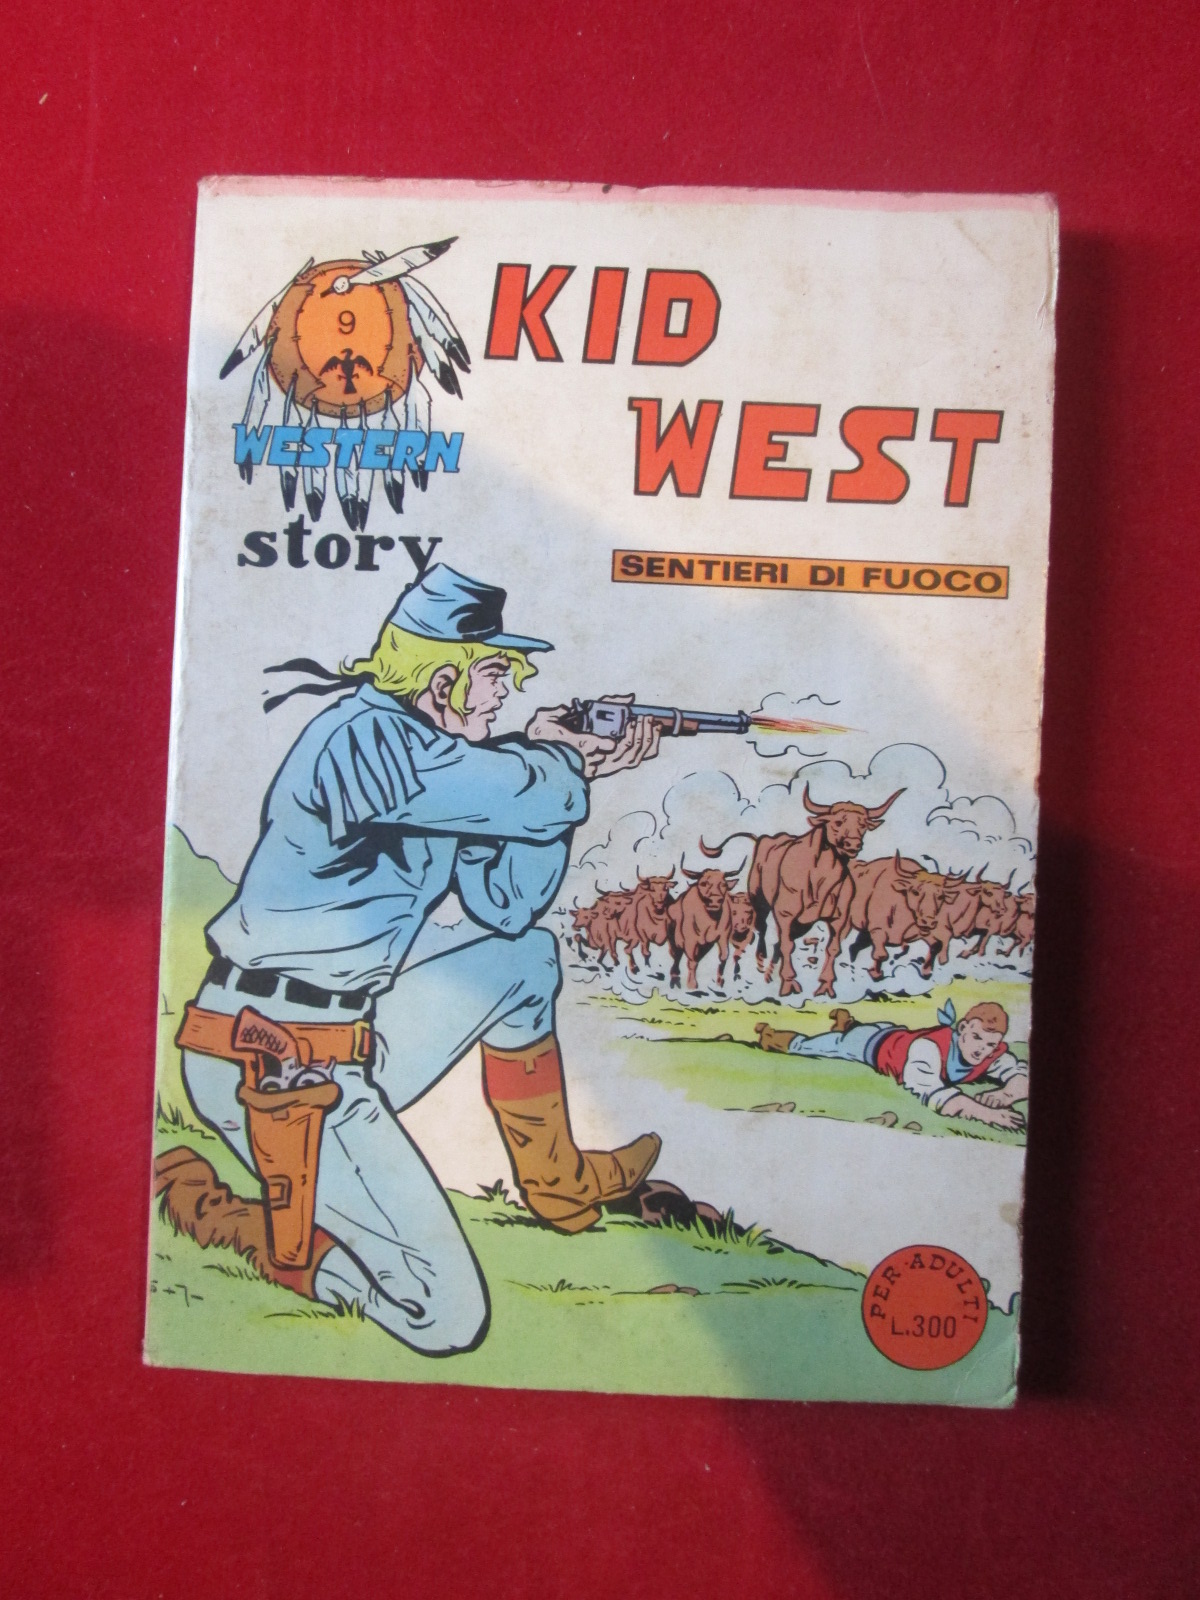 9
WESTERN
story
KID
WEST
SENTIERI DI FUOCO
PER ADULTI
L.300